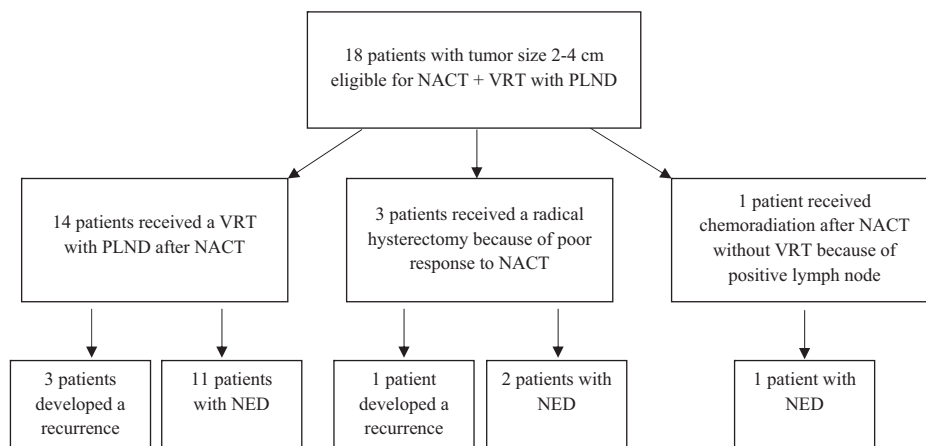 18 patients with tumor size 2-4 cm
eligible for NACT + VRT with PLND
14 patients received a VRT
with PLND after NACT
3 patients received a radical
hysterectomy because of poor
response to NACT
1 patient received
chemoradiation after NACT
without VRT because of
positive lymph node
3 patients
developed a
recurrence
11 patients
with NED
1 patient
developed a
recurrence
2 patients with
NED
1 patient with
NED